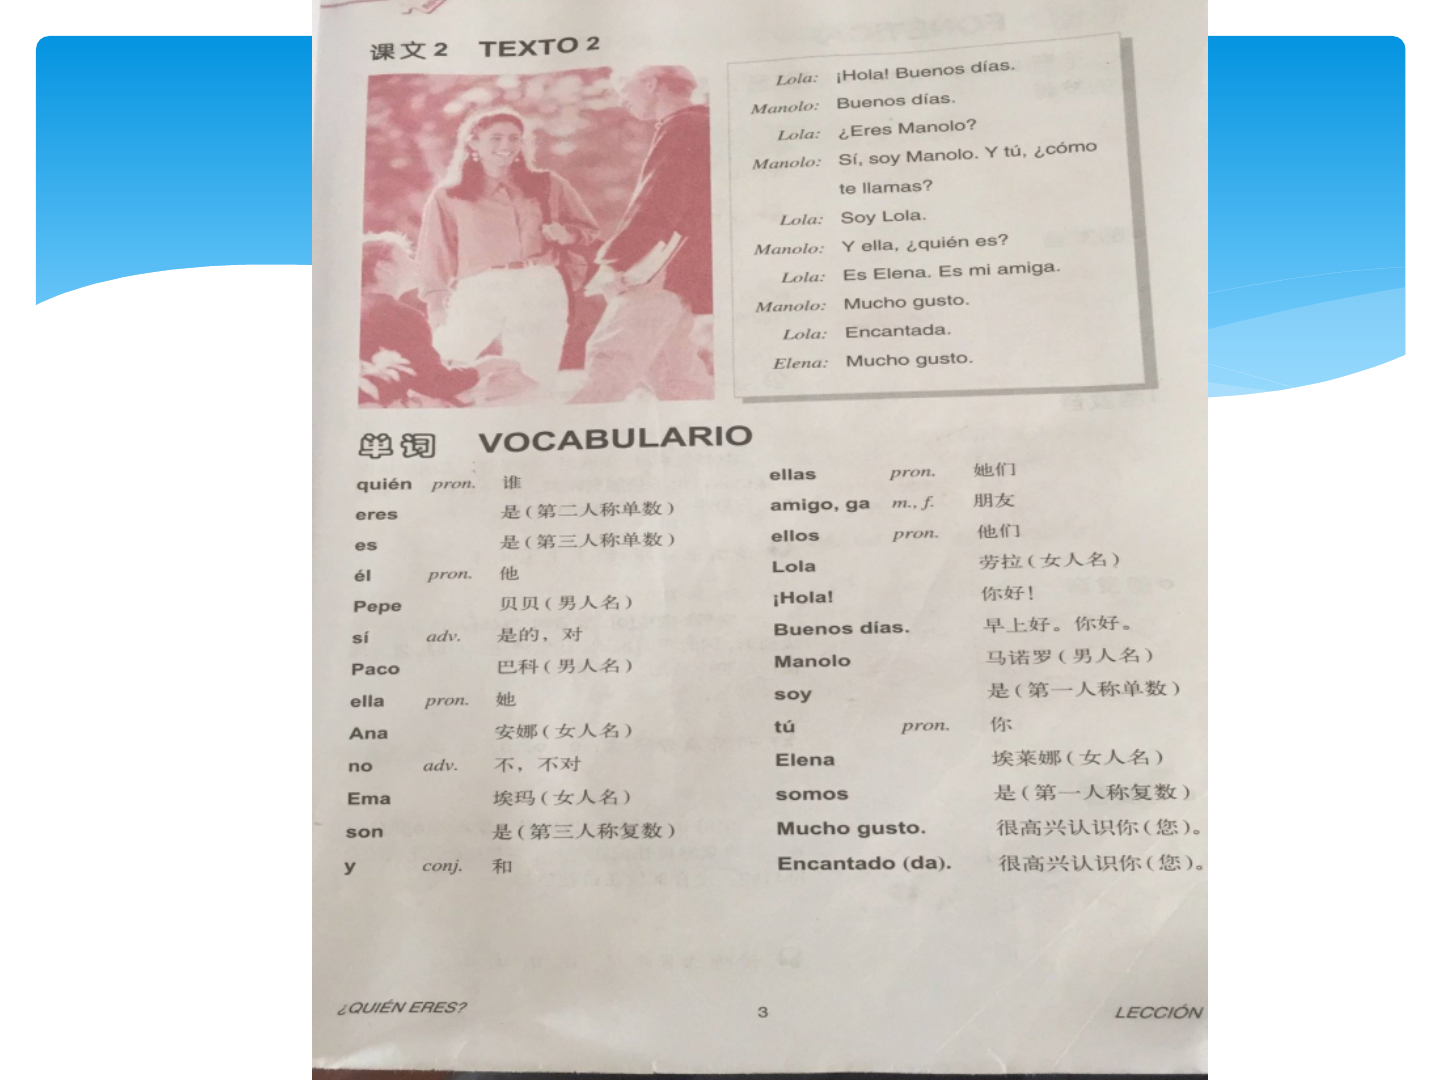 课文2 TEXTO 2
Lola: ¡Hola! Buenos días.
Manolo: Buenos días.
Lola: ¿Eres Manolo?
Manolo: Sí, soy Manolo. Y tú, ¿cómo
te llamas?
Lola: Soy Lola.
Manolo: Y ella, ¿quién es?
Lola: Es Elena. Es mi amiga.
Manolo: Mucho gusto.
Lola: Encantada.
Elena: Mucho gusto.
单词 VOCABULARIO
quién pron. 谁
eres 是(第二人称单数)
es 是(第三人称单数)
él pron. 他
Pepe 贝贝(男人名)
sí adv. 是的，对
Paco 巴科(男人名)
ella pron. 她
Ana 安娜(女人名)
no adv. 不，不对
Ema 埃玛(女人名)
son 是(第三人称复数)
y conj. 和
ellas pron. 她们
amigo, ga m., f. 朋友
ellos pron. 他们
Lola 劳拉(女人名)
¡Hola! 你好!
Buenos días. 早上好。你好。
Manolo 马诺罗(男人名)
soy 是(第一人称单数)
tú pron. 你
Elena 埃莱娜(女人名)
somos 是(第一人称复数)
Mucho gusto. 很高兴认识你(您)。
Encantado (da). 很高兴认识你(您)。
¿QUIÉN ERES? 3 LECCIÓN